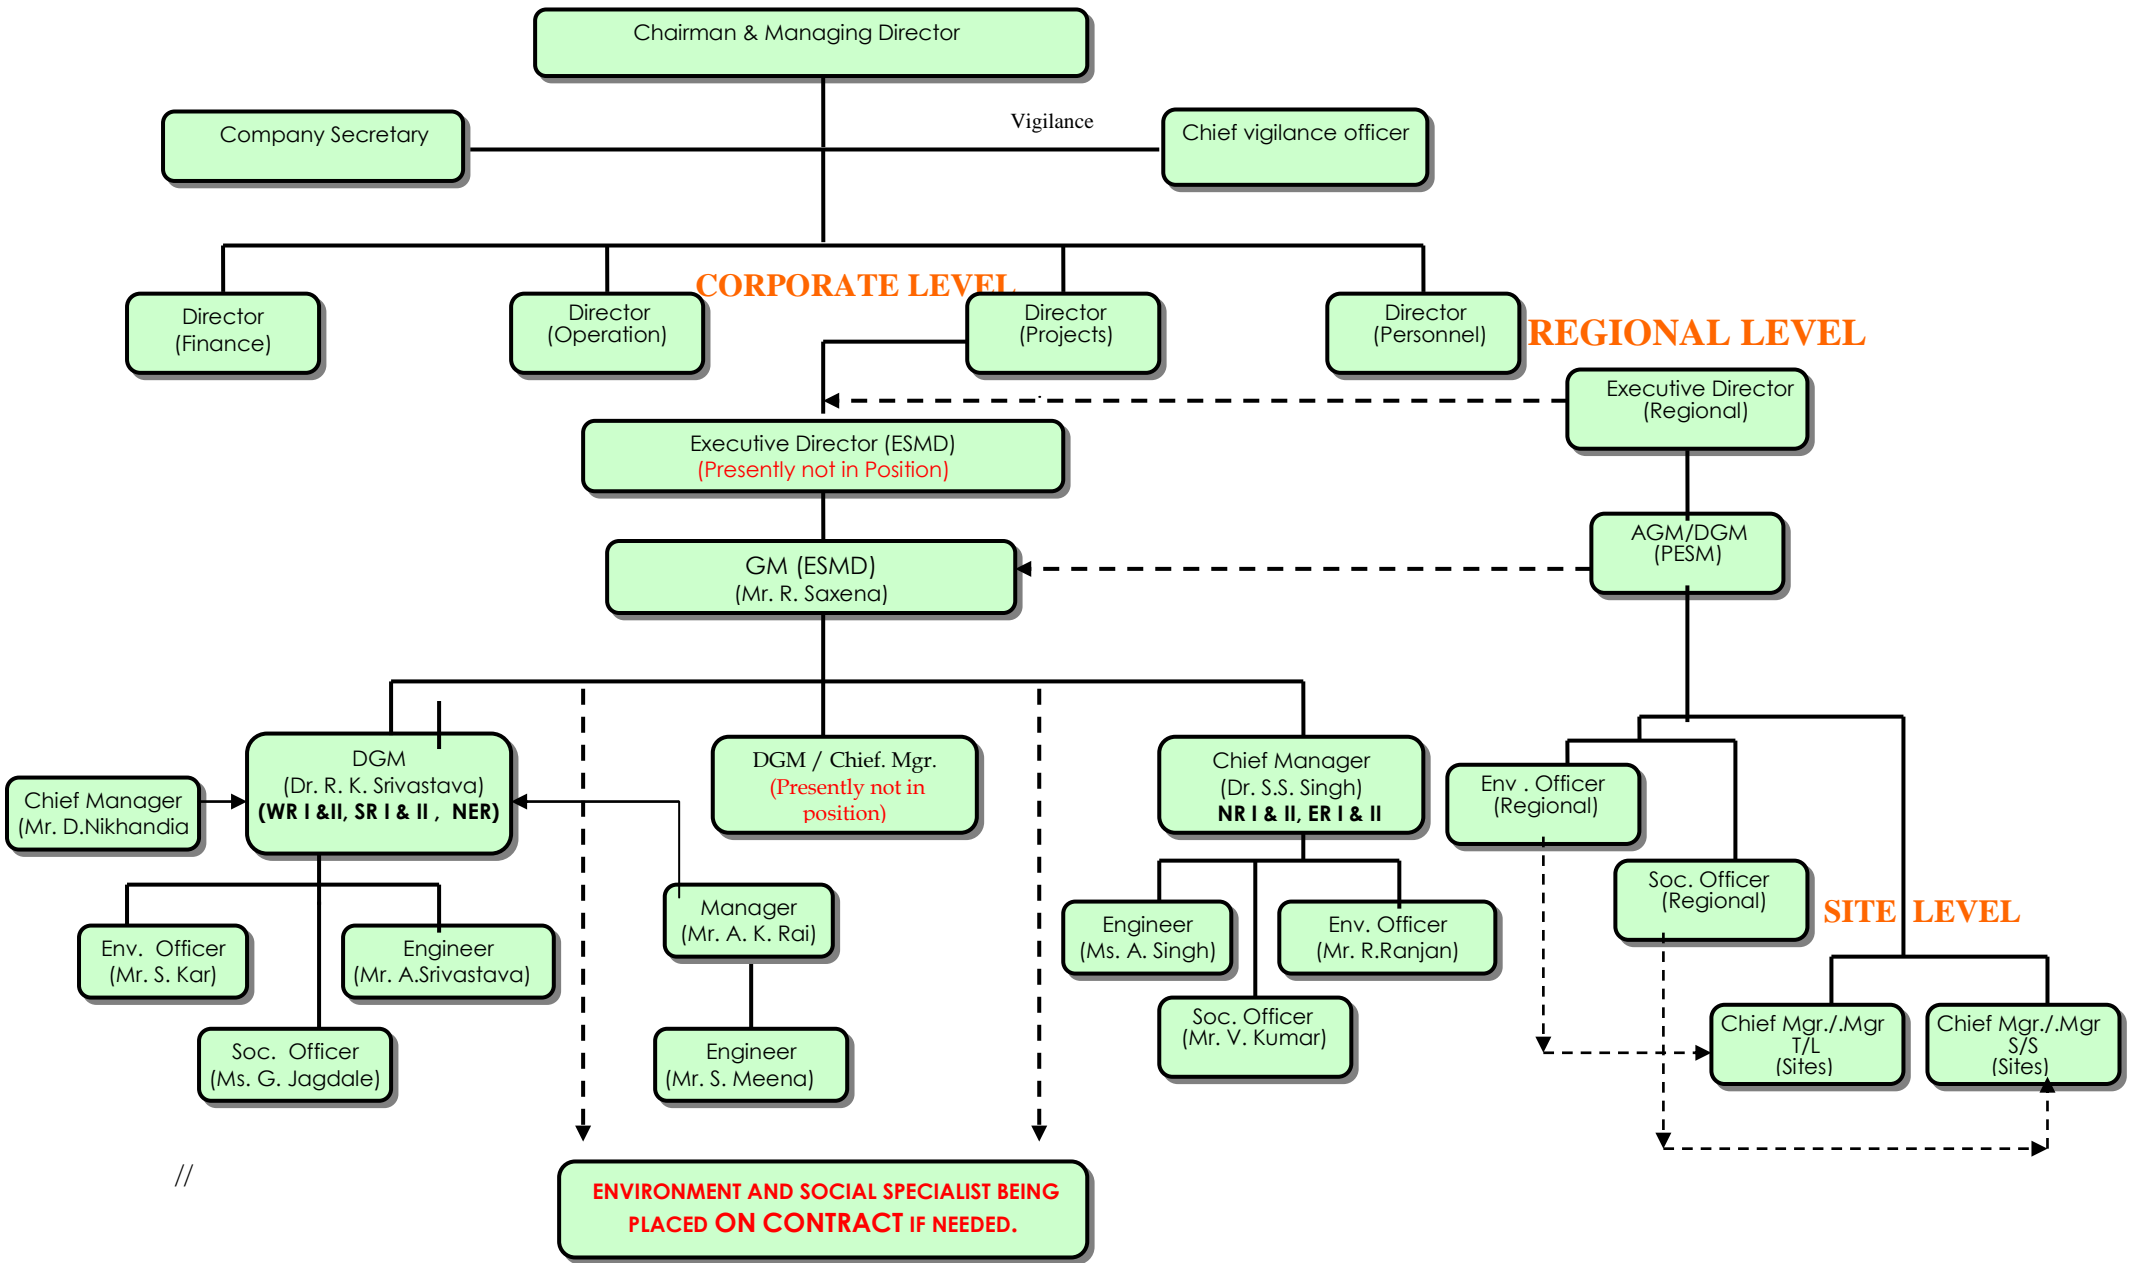 Chairman & Managing Director
Vigilance
Company Secretary
Chief vigilance officer
CORPORATE LEVEL
Director
(Finance)
Director
(Operation)
Director
(Projects)
Director
(Personnel)
REGIONAL LEVEL
Executive Director
(Regional)
Executive Director (ESMD)
(Presently not in Position)
AGM/DGM
(PESM)
GM (ESMD)
(Mr. R. Saxena)
DGM
(Dr. R. K. Srivastava)
(WR I &II, SR I & II , NER)
DGM / Chief. Mgr.
(Presently not in
position)
Chief Manager
(Dr. S.S. Singh)
NR I & II, ER I & II
Env . Officer
(Regional)
Chief Manager
(Mr. D.Nikhandia
Soc. Officer
(Regional)
SITE LEVEL
Manager
(Mr. A. K. Rai)
Engineer
(Ms. A. Singh)
Env. Officer
(Mr. R.Ranjan)
Env. Officer
(Mr. S. Kar)
Engineer
(Mr. A.Srivastava)
Soc. Officer
(Mr. V. Kumar)
Chief Mgr./.Mgr
T/L
(Sites)
Chief Mgr./.Mgr
S/S
(Sites)
Soc. Officer
(Ms. G. Jagdale)
Engineer
(Mr. S. Meena)
//
ENVIRONMENT AND SOCIAL SPECIALIST BEING
PLACED ON CONTRACT IF NEEDED.